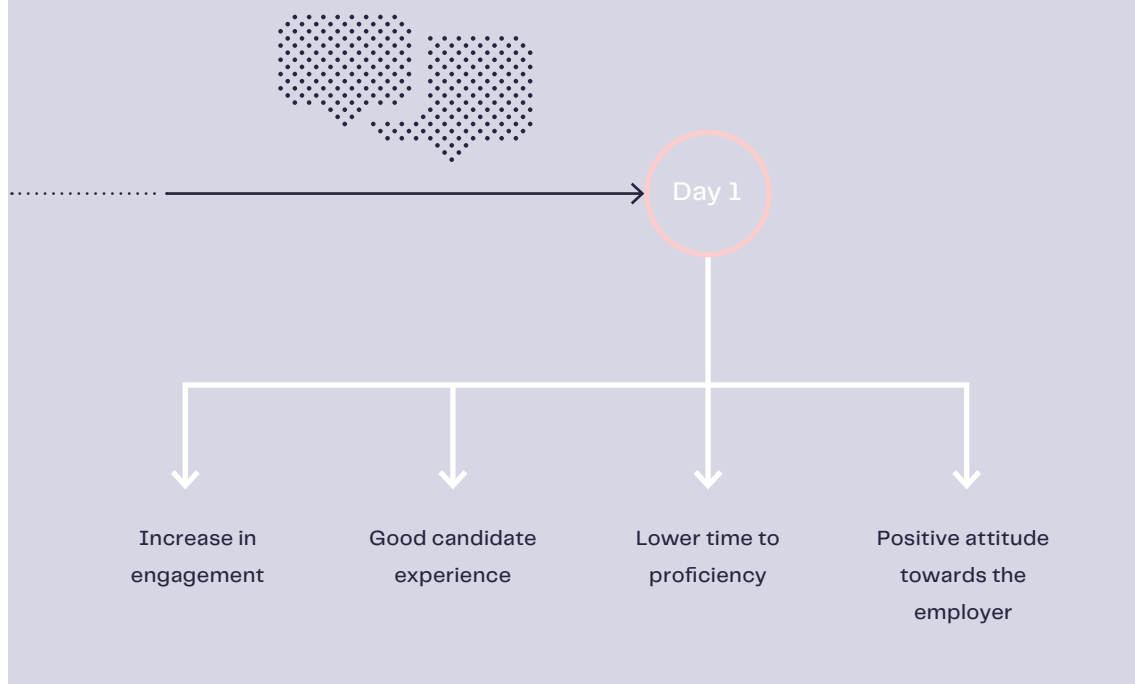 Day 1
Increase in
engagement
Good candidate
experience
Lower time to
proficiency
Positive attitude
towards the
employer